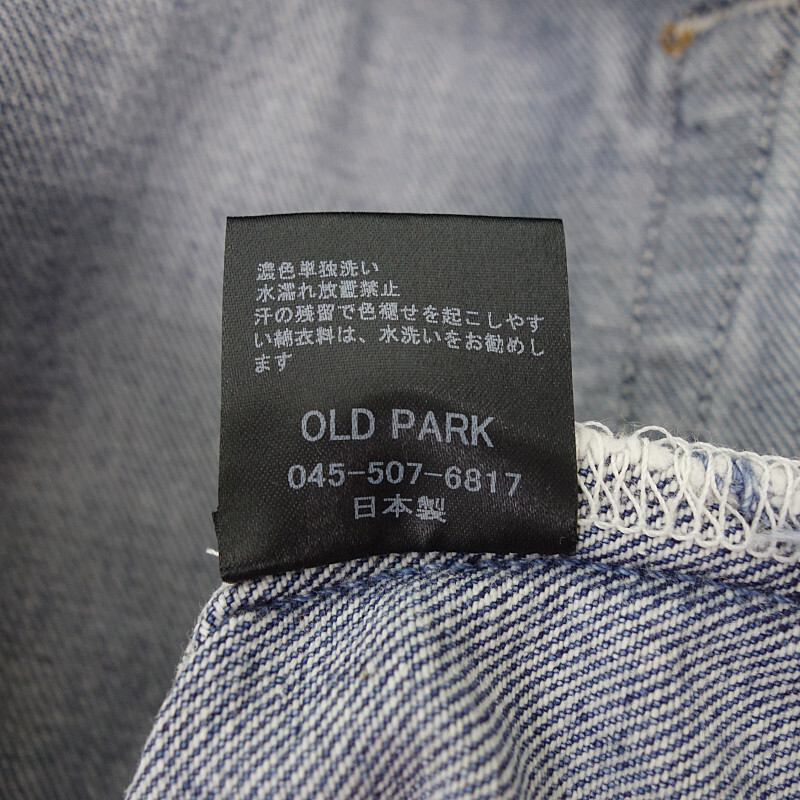 濃色単独洗い
水濡れ放置禁止
汗の残留で色褪せを起こしやす
い綿衣料は、水洗いをお勧めし
ます
OLD PARK
045-507-6817
日本製